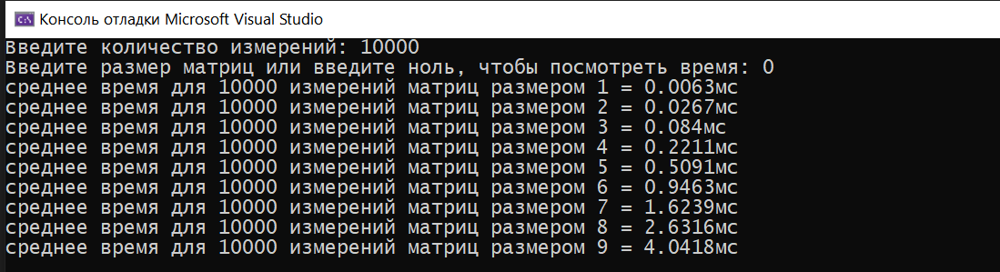 Консоль отладки Microsoft Visual Studio
Введите количество измерений: 10000
Введите размер матриц или введите ноль, чтобы посмотреть время: 0
среднее время для 10000 измерений матриц размером 1 = 0.0063мс
среднее время для 10000 измерений матриц размером 2 = 0.0267мс
среднее время для 10000 измерений матриц размером 3 = 0.084мс
среднее время для 10000 измерений матриц размером 4 = 0.2211мс
среднее время для 10000 измерений матриц размером 5 = 0.5091мс
среднее время для 10000 измерений матриц размером 6 = 0.9463мс
среднее время для 10000 измерений матриц размером 7 = 1.6239мс
среднее время для 10000 измерений матриц размером 8 = 2.6316мс
среднее время для 10000 измерений матриц размером 9 = 4.0418мс